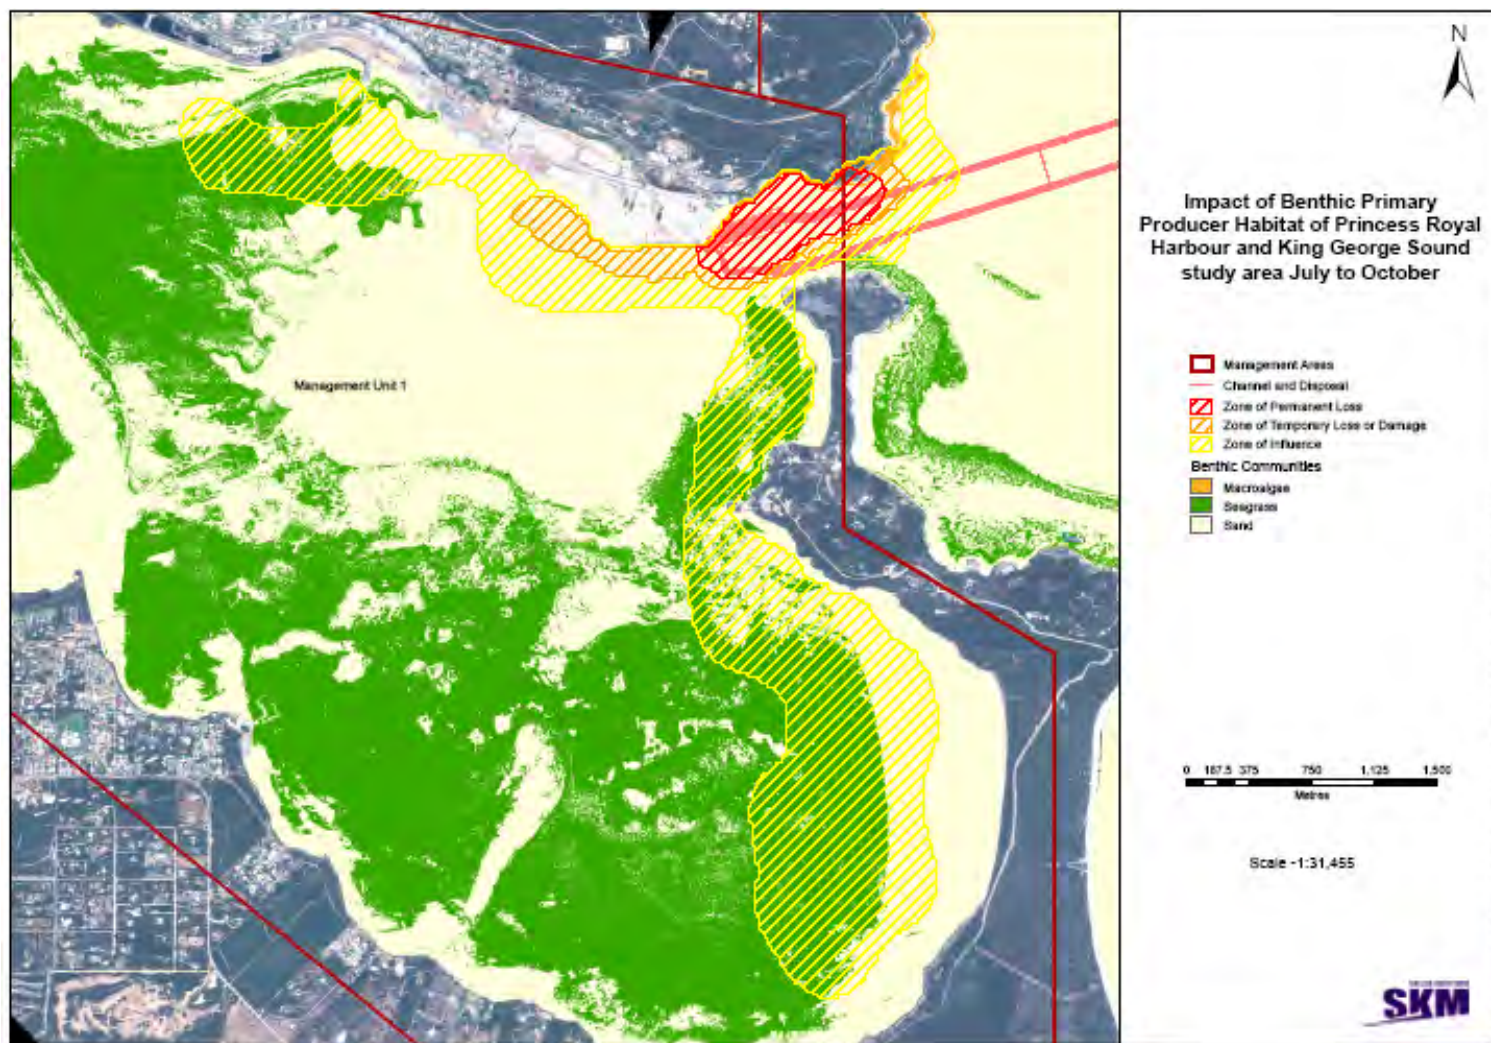 N
Impact of Benthic Primary
Producer Habitat of Princess Royal
Harbour and King George Sound
study area July to October
Management Areas
Channel and Disposal
Zone of Permanent Loss
Zone of Temporary Loss or Damage
Zone of Influence
Benthic Communities
Macroalgae
Seagrass
Sand
Management Unit 1
0 187.5 375 750 1,125 1,500
Metres
Scale -1:31,455
SKM